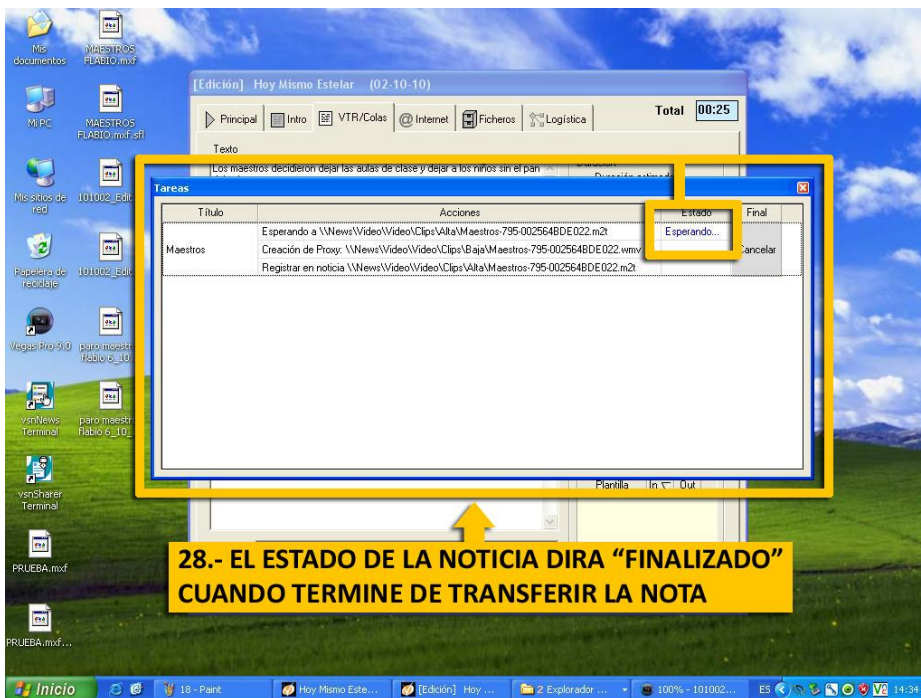 Mis
documentos
MAESTROS
FLABIO.mxf
[Edición] Hoy Mismo Estelar (02-10-10)
Principal
Intro
VTR/Colas
Internet
Ficheros
Logística
Total 00:25
Mi PC
MAESTROS
FLABIO.mxf.sfl
Texto
Los maestros decidieron dejar las aulas de clase y dejar a los niños sin el pan
Tareas
Título Acciones Estado Final
Esperando a \\News\Video\Video\Clips\Alta\Maestros-795-002564BDE022.m2t Esperando...
Maestros Creación de Proxy: \\News\Video\Video\Clips\Baja\Maestros-795-002564BDE022.wmv Cancelar
Registrar en noticia \\News\Video\Video\Clips\Alta\Maestros-795-002564BDE022.m2t
Mis sitios de
red
101002_Edit
Papelera de
reciclaje
101002_Edit
Vegas Pro 9.0
paro maestr
flabio 6_10
vsnNews
Terminal
paro maestr
flabio 6_10_
vsnSharer
Terminal
Plantilla In Out
PRUEBA.mxf
28.- EL ESTADO DE LA NOTICIA DIRA “FINALIZADO”
CUANDO TERMINE DE TRANSFERIR LA NOTA
PRUEBA.mxf...
Inicio
18 - Paint
Hoy Mismo Este...
[Edición] Hoy ...
2 Explorador ...
100% - 101002...
ES
14:34